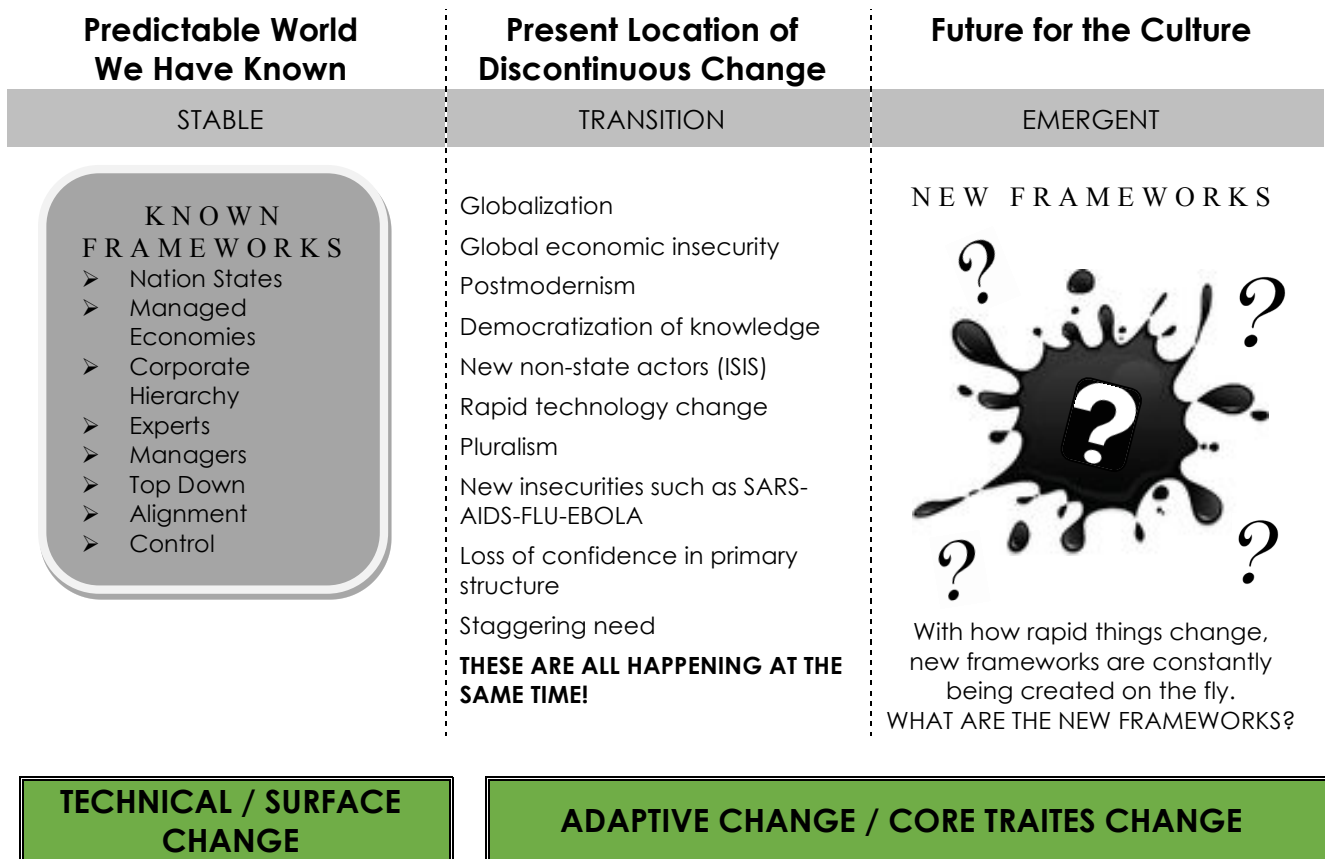 Predictable World
We Have Known
STABLE
KNOWN
FRAMEWORKS
➢ Nation States
➢ Managed
Economies
➢ Corporate
Hierarchy
➢ Experts
➢ Managers
➢ Top Down
➢ Alignment
➢ Control
Present Location of
Discontinuous Change
TRANSITION
Globalization
Global economic insecurity
Postmodernism
Democratization of knowledge
New non-state actors (ISIS)
Rapid technology change
Pluralism
New insecurities such as SARS-
AIDS-FLU-EBOLA
Loss of confidence in primary
structure
Staggering need
THESE ARE ALL HAPPENING AT THE
SAME TIME!
Future for the Culture
EMERGENT
NEW FRAMEWORKS
?
?
?
?
?
With how rapid things change,
new frameworks are constantly
being created on the fly.
WHAT ARE THE NEW FRAMEWORKS?
TECHNICAL / SURFACE
CHANGE
ADAPTIVE CHANGE / CORE TRAITES CHANGE